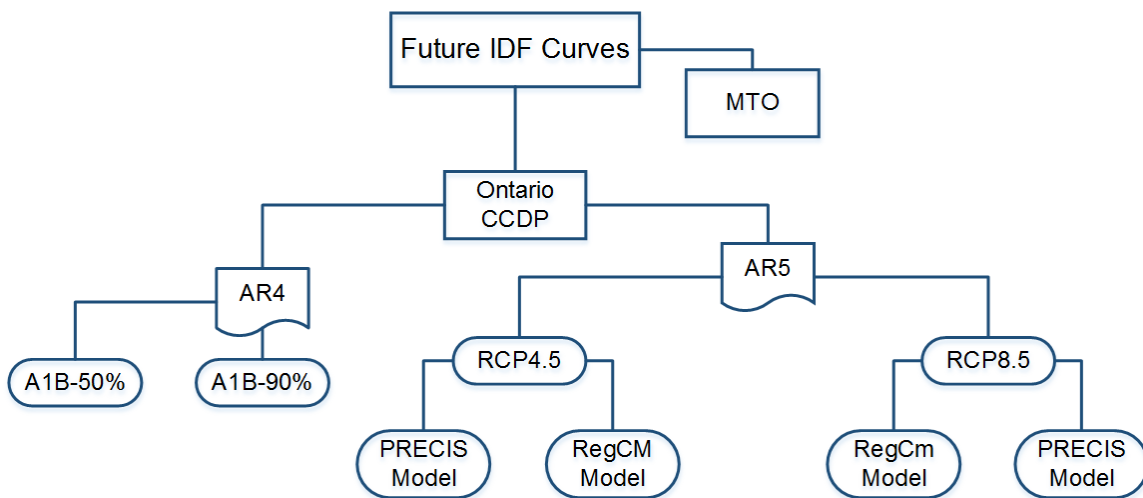 Future IDF Curves
MTO
Ontario
CCDP
AR4
AR5
A1B-50%
A1B-90%
RCP4.5
RCP8.5
PRECIS
Model
RegCM
Model
RegCm
Model
PRECIS
Model